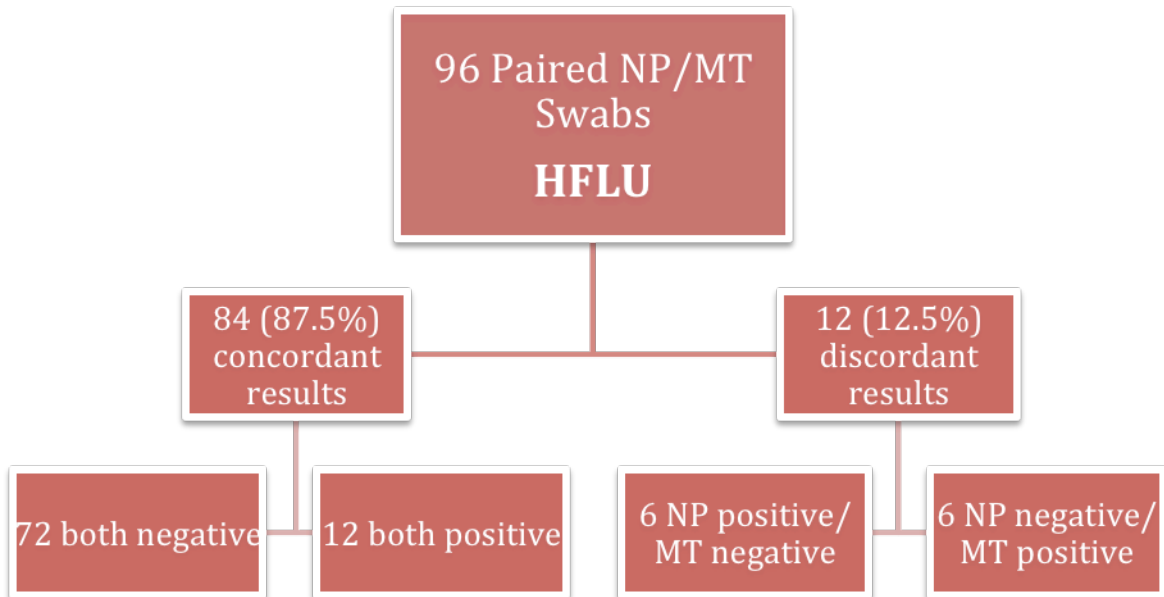 96 Paired NP/MT
Swabs
HFLU
84 (87.5%)
concordant
results
12 (12.5%)
discordant
results
72 both negative
12 both positive
6 NP positive/
MT negative
6 NP negative/
MT positive